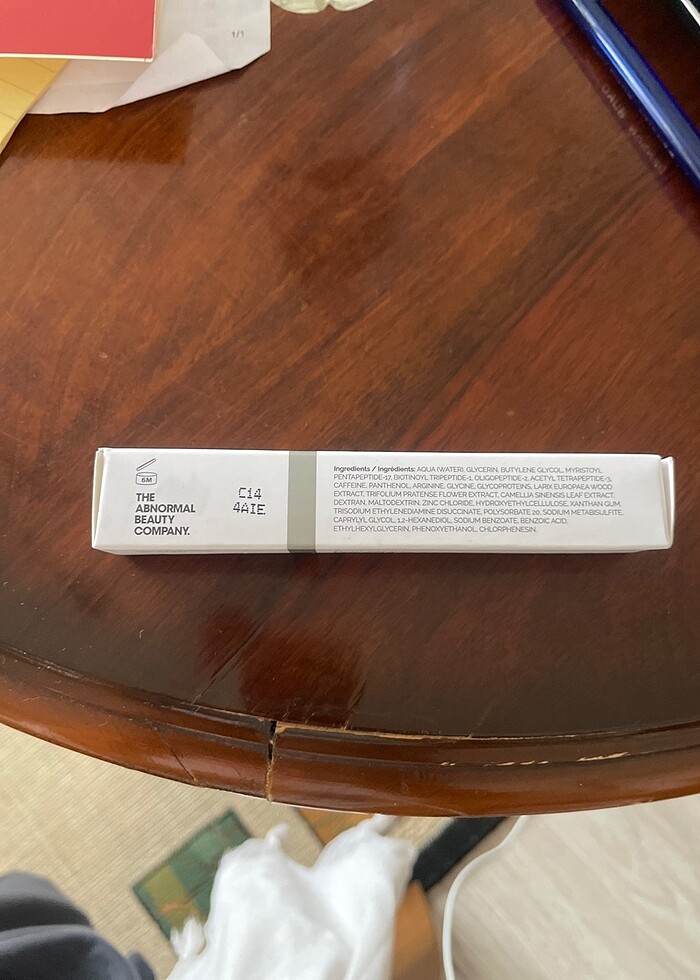 1/1
6M
THE
ABNORMAL
BEAUTY
COMPANY.
C14
4AIE
Ingredients / Ingrédients: AQUA (WATER), GLYCERIN, BUTYLENE GLYCOL, MYRISTOYL
PENTAPEPTIDE-17, BIOTINOYL TRIPEPTIDE-1, OLIGOPEPTIDE-2, ACETYL TETRAPEPTIDE-3,
CAFFEINE, PANTHENOL, ARGININE, GLYCINE, GLYCOPROTEINS, LARIX EUROPAEA WOOD
EXTRACT, TRIFOLIUM PRATENSE FLOWER EXTRACT, CAMELLIA SINENSIS LEAF EXTRACT,
DEXTRAN, MALTODEXTRIN, ZINC CHLORIDE, HYDROXYETHYLCELLULOSE, XANTHAN GUM,
TRISODIUM ETHYLENEDIAMINE DISUCCINATE, POLYSORBATE 20, SODIUM METABISULFITE,
CAPRYLYL GLYCOL, 1,2-HEXANEDIOL, SODIUM BENZOATE, BENZOIC ACID,
ETHYLHEXYLGLYCERIN, PHENOXYETHANOL, CHLORPHENESIN.